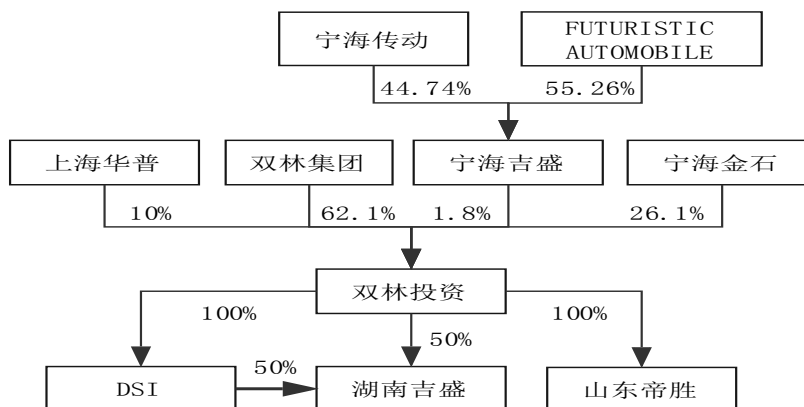 宁海传动
FUTURISTIC
AUTOMOBILE
44.74%
55.26%
上海华普
双林集团
宁海吉盛
宁海金石
10%
62.1%
1.8%
26.1%
双林投资
100%
50%
100%
DSI
50%
湖南吉盛
山东帝胜